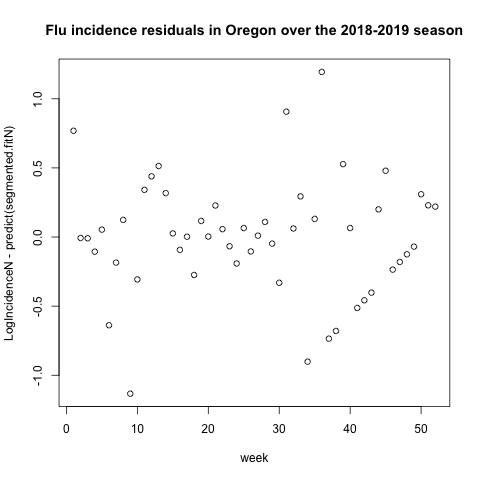 Flu incidence residuals in Oregon over the 2018-2019 season
LogIncidenceN - predict(segmented.fitN)
1.0
0.5
0.0
-0.5
-1.0
0 10 20 30 40 50
week